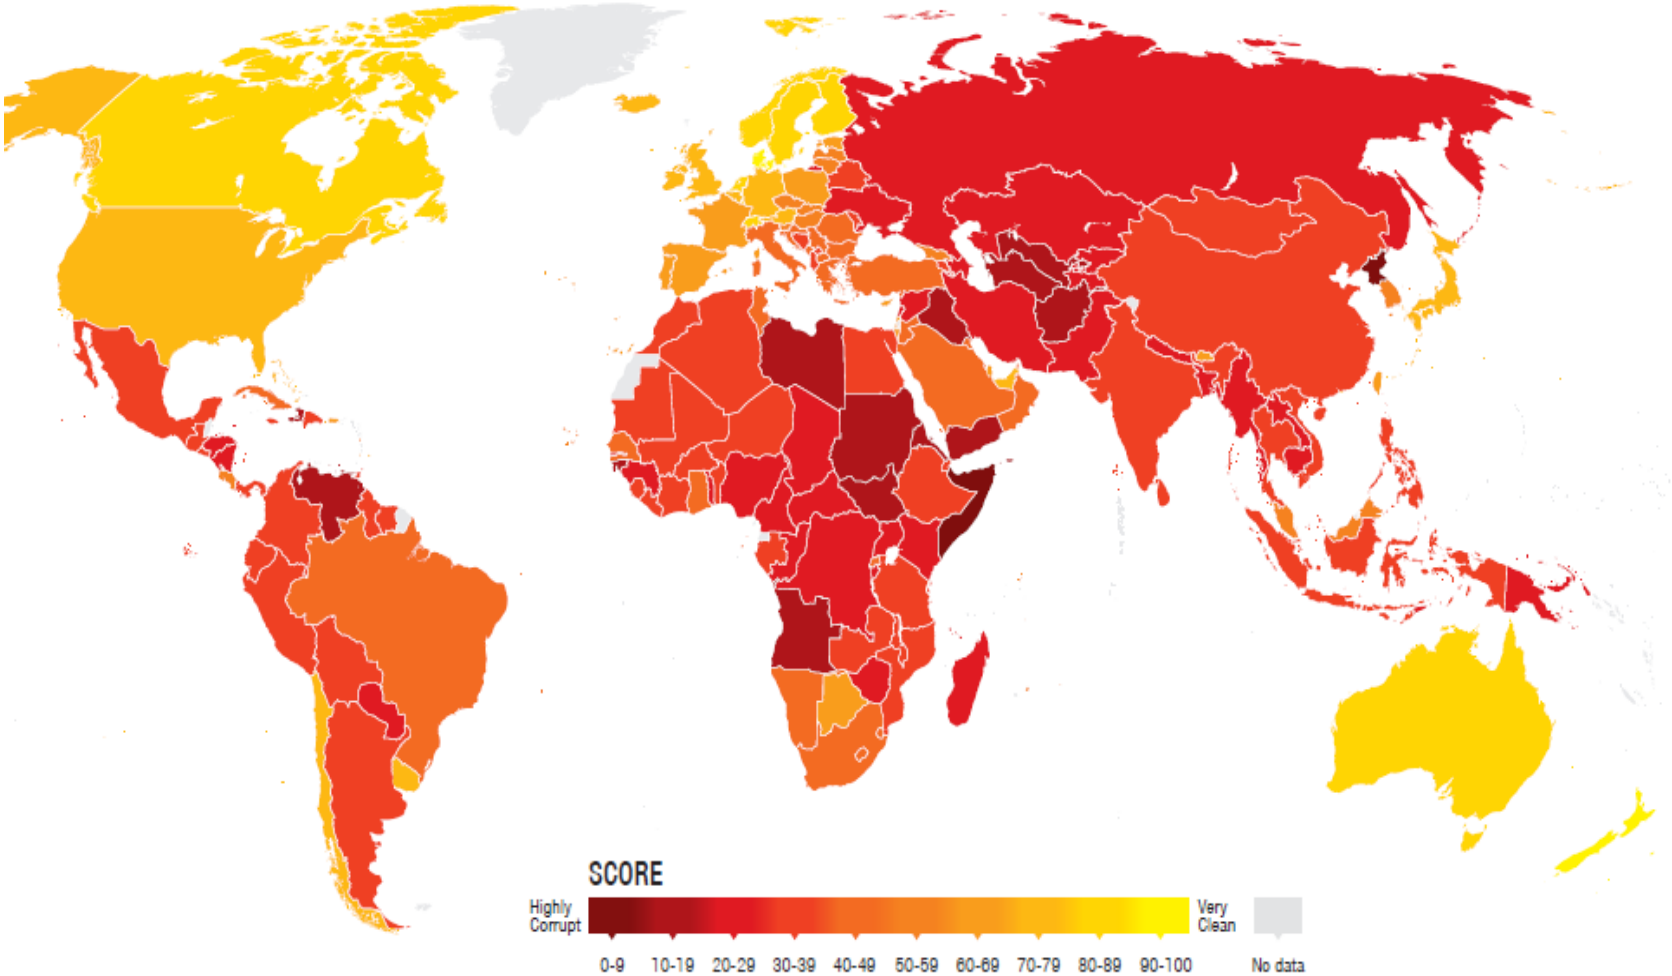 SCORE
Highly
Corrupt
Very
Clean
0-9 10-19 20-29 30-39 40-49 50-59 60-69 70-79 80-89 90-100 No data